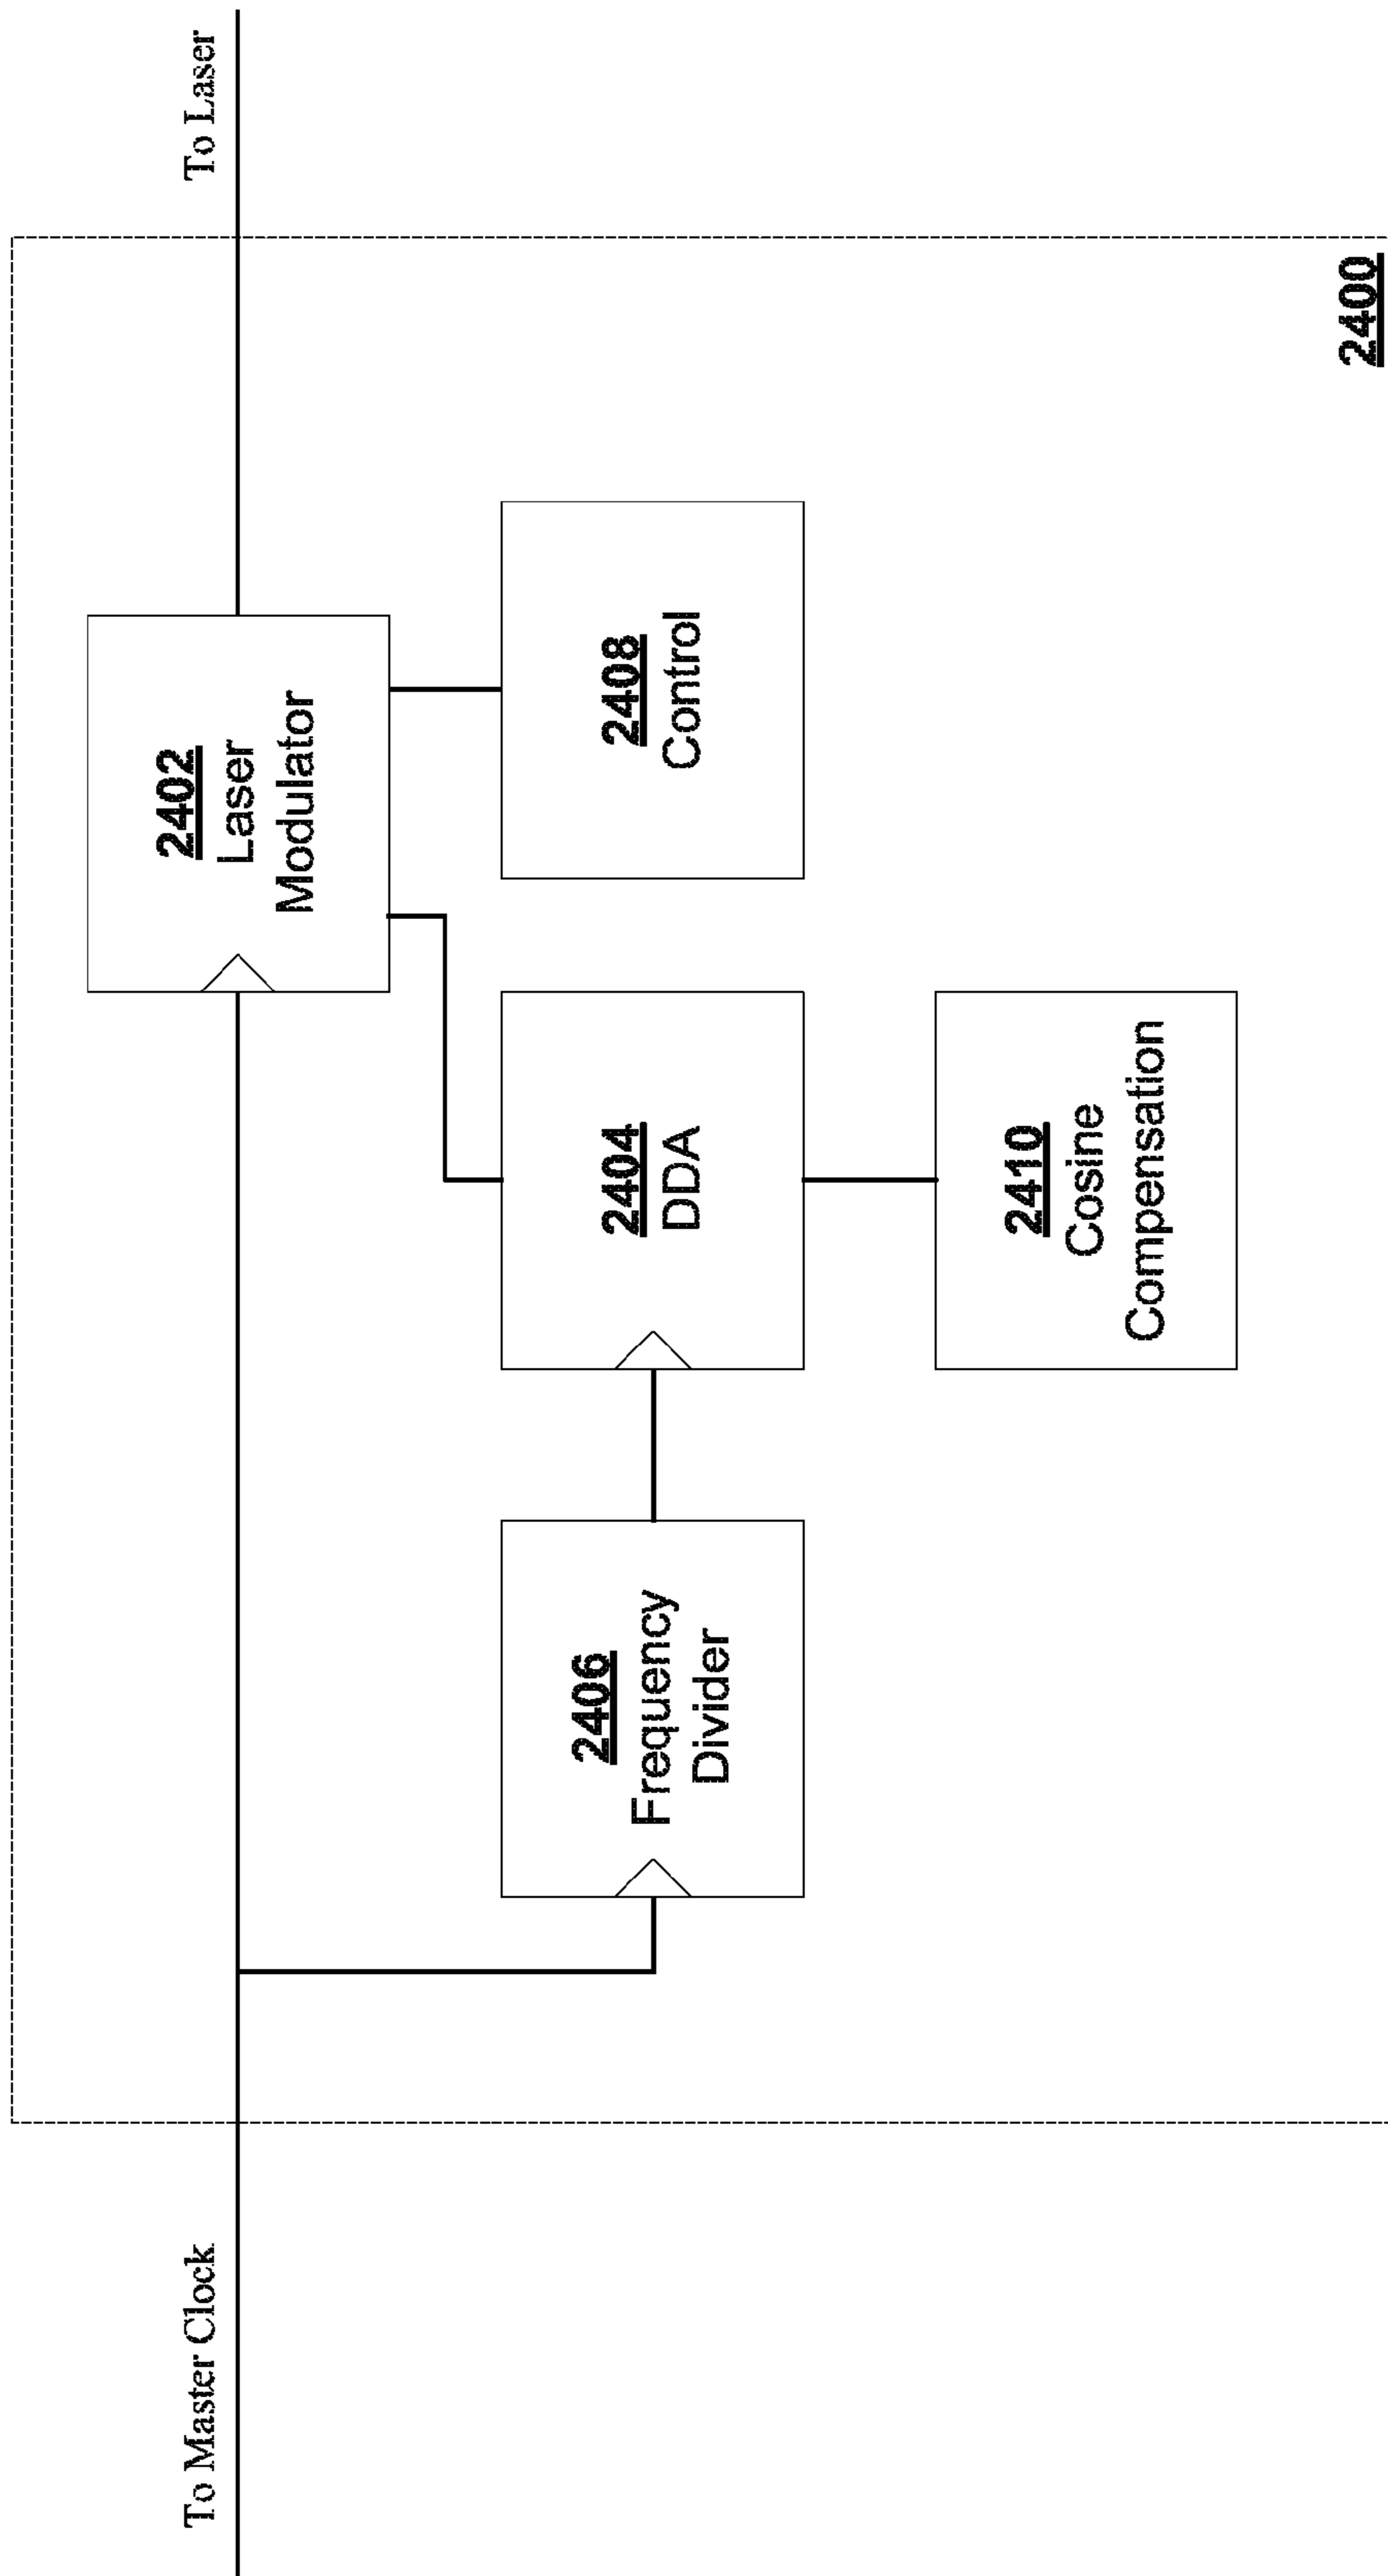 To Master Clock
To Laser
2402
Laser
Modulator
2406
Frequency
Divider
2404
DDA
2408
Control
2410
Cosine
Compensation
2400